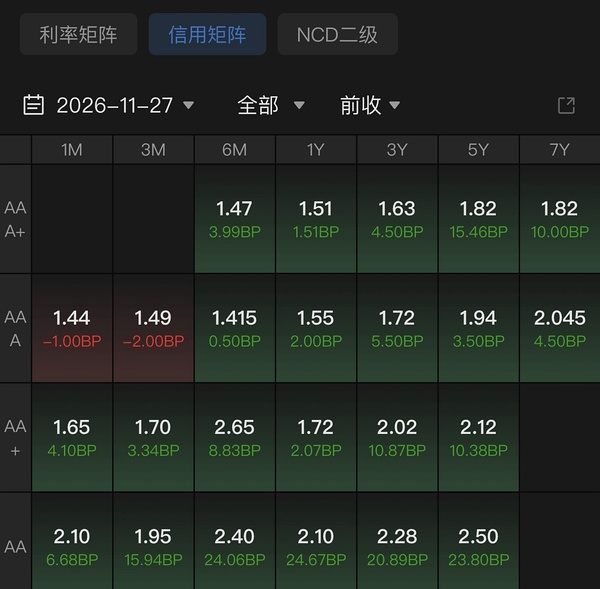 利率矩阵 信用矩阵 NCD二级
2026-11-27 全部 前收
1M 3M 6M 1Y 3Y 5Y 7Y
AA 1.47 1.51 1.63 1.82 1.82
A+ 3.99BP 1.51BP 4.50BP 15.46BP 10.00BP
AA 1.44 1.49 1.415 1.55 1.72 1.94 2.045
A -1.00BP -2.00BP 0.50BP 2.00BP 5.50BP 3.50BP 4.50BP
AA 1.65 1.70 2.65 1.72 2.02 2.12
+ 4.10BP 3.34BP 8.83BP 2.07BP 10.87BP 10.38BP
AA 2.10 1.95 2.40 2.10 2.28 2.50
6.68BP 15.94BP 24.06BP 24.67BP 20.89BP 23.80BP